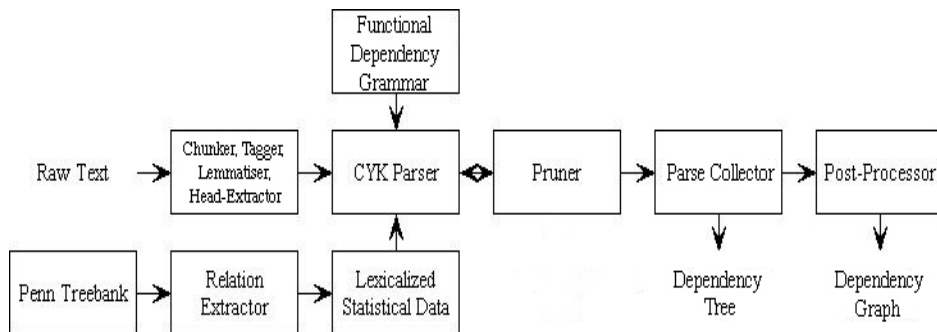 Functional
Dependency
Grammar
Raw Text
Chunker, Tagger,
Lemmatiser,
Head-Extractor
CYK Parser
Pruner
Parse Collector
Post-Processor
Penn Treebank
Relation
Extractor
Lexicalized
Statistical Data
Dependency
Tree
Dependency
Graph